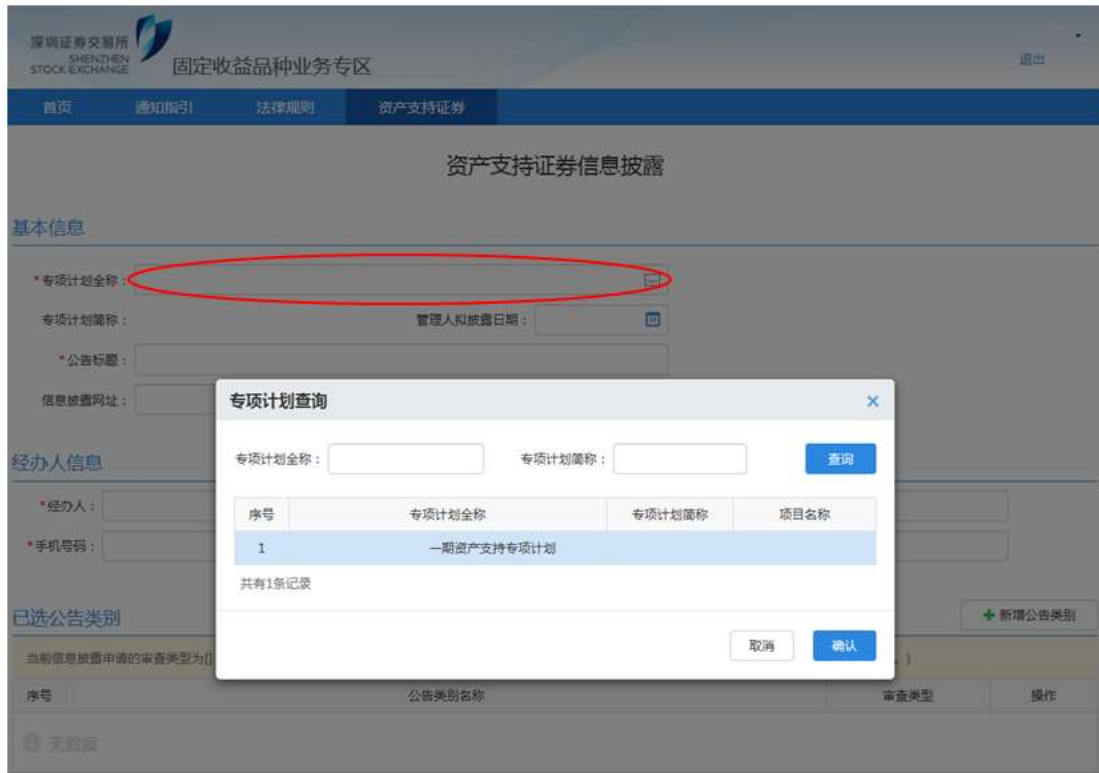 深圳证券交易所
SHENZHEN
STOCK EXCHANGE
固定收益品种业务专区
退出
首页 通知指引 法律规则 资产支持证券
资产支持证券信息披露
基本信息
*专项计划全称：
专项计划简称： 管理人拟披露日期：
*公告标题：
信息披露网址：
专项计划查询 ×
专项计划全称： 专项计划简称： 查询
序号 专项计划全称 专项计划简称 项目名称
1 一期资产支持专项计划
共有1条记录
取消 确认
经办人信息
*经办人：
*手机号码：
已选公告类别 新增公告类别
当前信息披露申请的审查类型为[] 。）
序号 公告类别名称 审查类型 操作
无数据